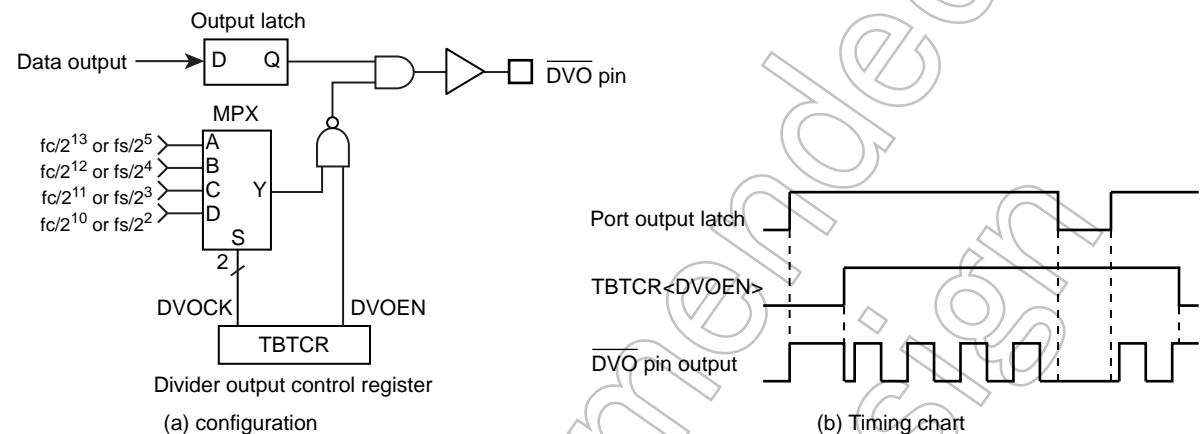 Output latch
Data output
D Q
DVO pin
MPX
fc/2^13 or fs/2^5
A
fc/2^12 or fs/2^4
B
fc/2^11 or fs/2^3
C
Y
fc/2^10 or fs/2^2
D
S
2
DVOCK
DVOEN
TBTCR
Divider output control register
(a) configuration
Port output latch
TBTCR<DVOEN>
DVO pin output
(b) Timing chart